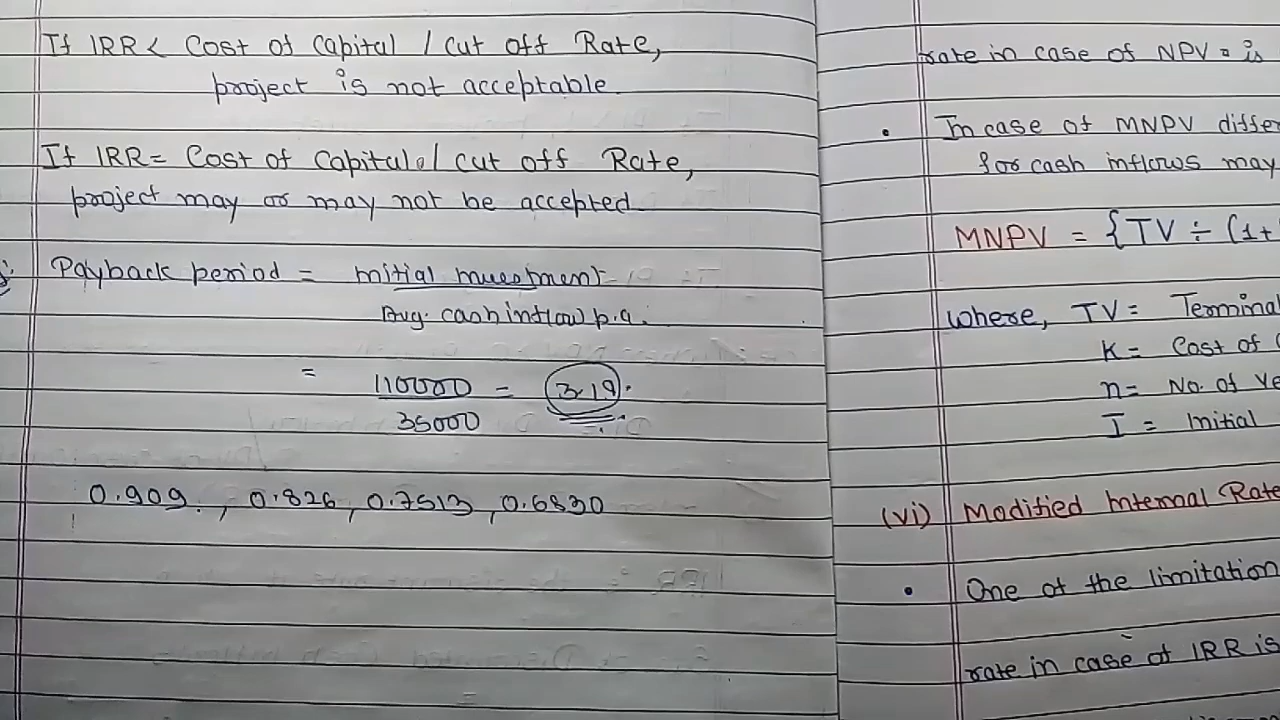 If IRR < Cost of Capital / Cut off Rate,
project is not acceptable.
If IRR = Cost of Capital / cut off Rate,
project may or may not be accepted
Payback period = Initial Investment
Avg. cash inflow p.a.
= 110000 = 3.19.
35000
0.909., 0.826, 0.7513, 0.6830
rate in case of NPV is
• In case of MNPV differ
for cash inflows may
MNPV = {TV ÷ (1+
where, TV = Terminal
K = Cost of
n = No. of Ye
I = Initial
(vi) Modified Internal Rate
• One of the limitation
rate in case of IRR is